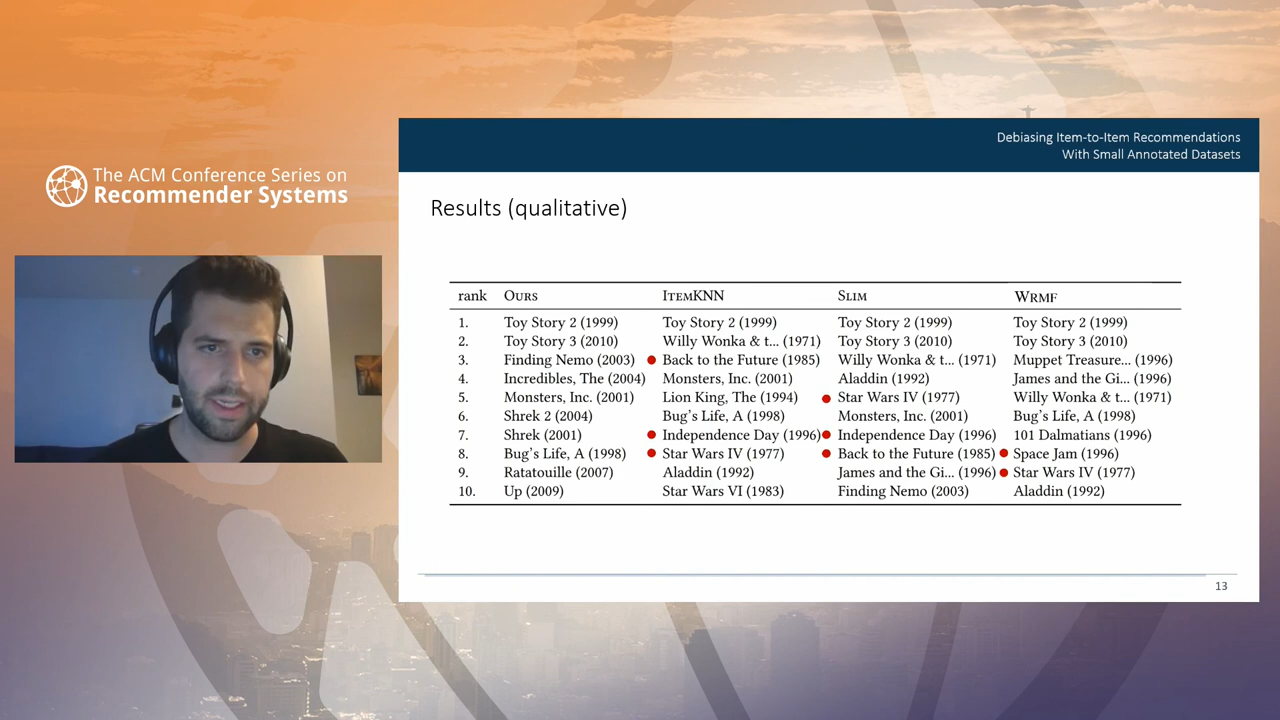 The ACM Conference Series on
Recommender Systems
Debiasing Item-to-Item Recommendations
With Small Annotated Datasets
Results (qualitative)
rank OURS ITEMKNN SLIM WRMF
1. Toy Story 2 (1999) Toy Story 2 (1999) Toy Story 2 (1999) Toy Story 2 (1999)
2. Toy Story 3 (2010) Willy Wonka & t... (1971) Toy Story 3 (2010) Toy Story 3 (2010)
3. Finding Nemo (2003) Back to the Future (1985) Willy Wonka & t... (1971) Muppet Treasure... (1996)
4. Incredibles, The (2004) Monsters, Inc. (2001) Aladdin (1992) James and the Gi... (1996)
5. Monsters, Inc. (2001) Lion King, The (1994) Star Wars IV (1977) Willy Wonka & t... (1971)
6. Shrek 2 (2004) Bug's Life, A (1998) Monsters, Inc. (2001) Bug's Life, A (1998)
7. Shrek (2001) Independence Day (1996) Independence Day (1996) 101 Dalmatians (1996)
8. Bug's Life, A (1998) Star Wars IV (1977) Back to the Future (1985) Space Jam (1996)
9. Ratatouille (2007) Aladdin (1992) James and the Gi... (1996) Star Wars IV (1977)
10. Up (2009) Star Wars VI (1983) Finding Nemo (2003) Aladdin (1992)
13